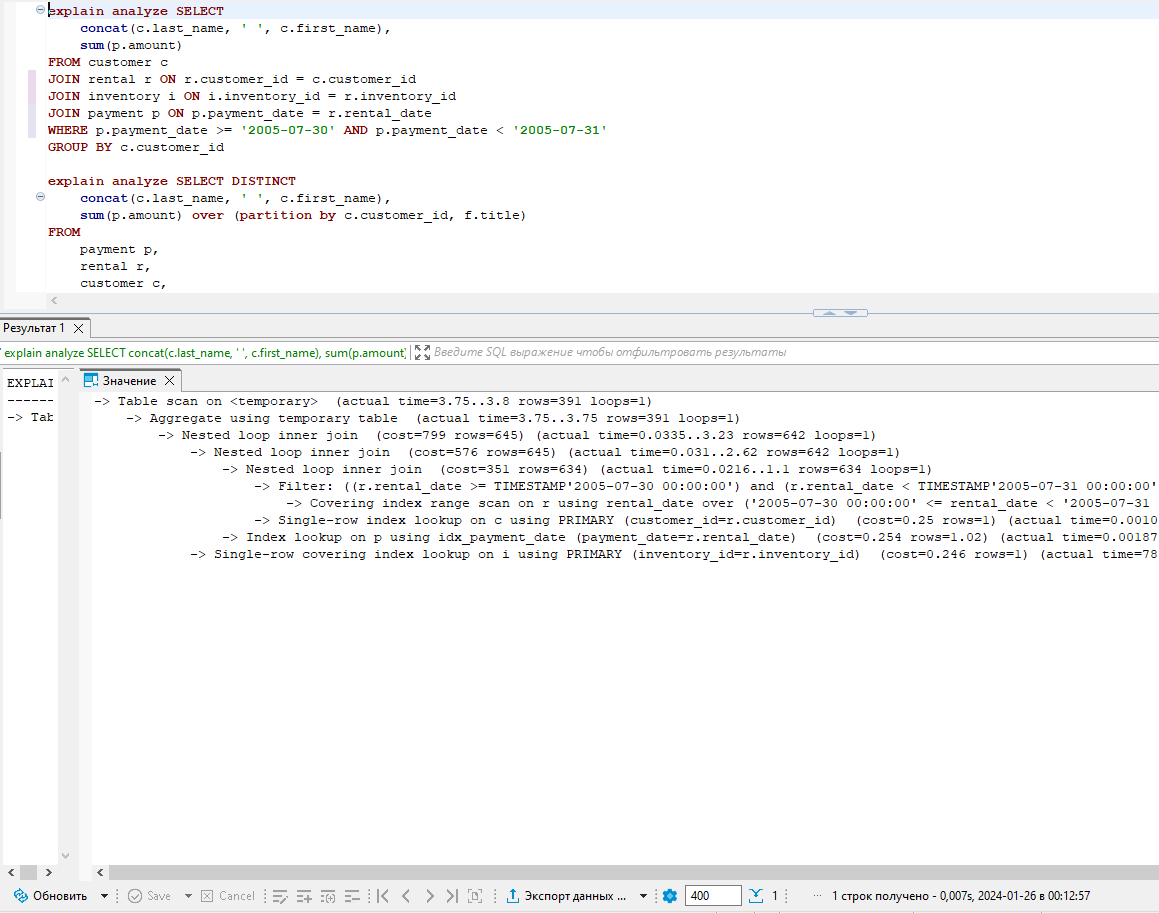 explain analyze SELECT
concat(c.last_name, ' ', c.first_name),
sum(p.amount)
FROM customer c
JOIN rental r ON r.customer_id = c.customer_id
JOIN inventory i ON i.inventory_id = r.inventory_id
JOIN payment p ON p.payment_date = r.rental_date
WHERE p.payment_date >= '2005-07-30' AND p.payment_date < '2005-07-31'
GROUP BY c.customer_id
explain analyze SELECT DISTINCT
concat(c.last_name, ' ', c.first_name),
sum(p.amount) over (partition by c.customer_id, f.title)
FROM
payment p,
rental r,
customer c,
Результат 1
explain analyze SELECT concat(c.last_name, ' ', c.first_name), sum(p.amount) Введите SQL выражение чтобы отфильтровать результаты
EXPLAI
------
-> Tab
Значение
-> Table scan on <temporary>  (actual time=3.75..3.8 rows=391 loops=1)
-> Aggregate using temporary table  (actual time=3.75..3.75 rows=391 loops=1)
-> Nested loop inner join  (cost=799 rows=645) (actual time=0.0335..3.23 rows=642 loops=1)
-> Nested loop inner join  (cost=576 rows=645) (actual time=0.031..2.62 rows=642 loops=1)
-> Nested loop inner join  (cost=351 rows=634) (actual time=0.0216..1.1 rows=634 loops=1)
-> Filter: ((r.rental_date >= TIMESTAMP'2005-07-30 00:00:00') and (r.rental_date < TIMESTAMP'2005-07-31 00:00:00'
-> Covering index range scan on r using rental_date over ('2005-07-30 00:00:00' <= rental_date < '2005-07-31
-> Single-row index lookup on c using PRIMARY (customer_id=r.customer_id)  (cost=0.25 rows=1) (actual time=0.0010
-> Index lookup on p using idx_payment_date (payment_date=r.rental_date)  (cost=0.254 rows=1.02) (actual time=0.00187
-> Single-row covering index lookup on i using PRIMARY (inventory_id=r.inventory_id)  (cost=0.246 rows=1) (actual time=78
Обновить Save Cancel Экспорт данных ... 400 1 ··· 1 строк получено - 0,007s, 2024-01-26 в 00:12:57